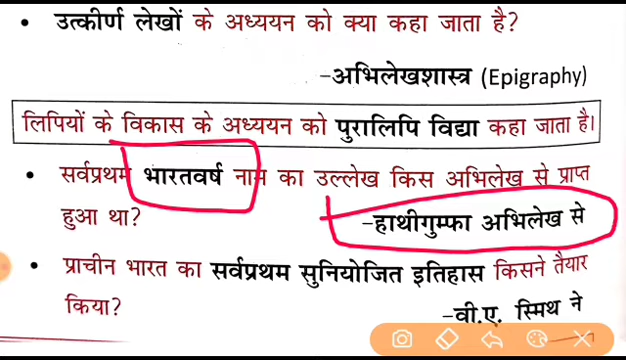 • उत्कीर्ण लेखों के अध्ययन को क्या कहा जाता है?
–अभिलेखशास्त्र (Epigraphy)
लिपियों के विकास के अध्ययन को पुरालिपि विद्या कहा जाता है।
• सर्वप्रथम भारतवर्ष नाम का उल्लेख किस अभिलेख से प्राप्त
हुआ था?
–हाथीगुम्फा अभिलेख से
• प्राचीन भारत का सर्वप्रथम सुनियोजित इतिहास किसने तैयार
किया?
–वी.ए. स्मिथ ने